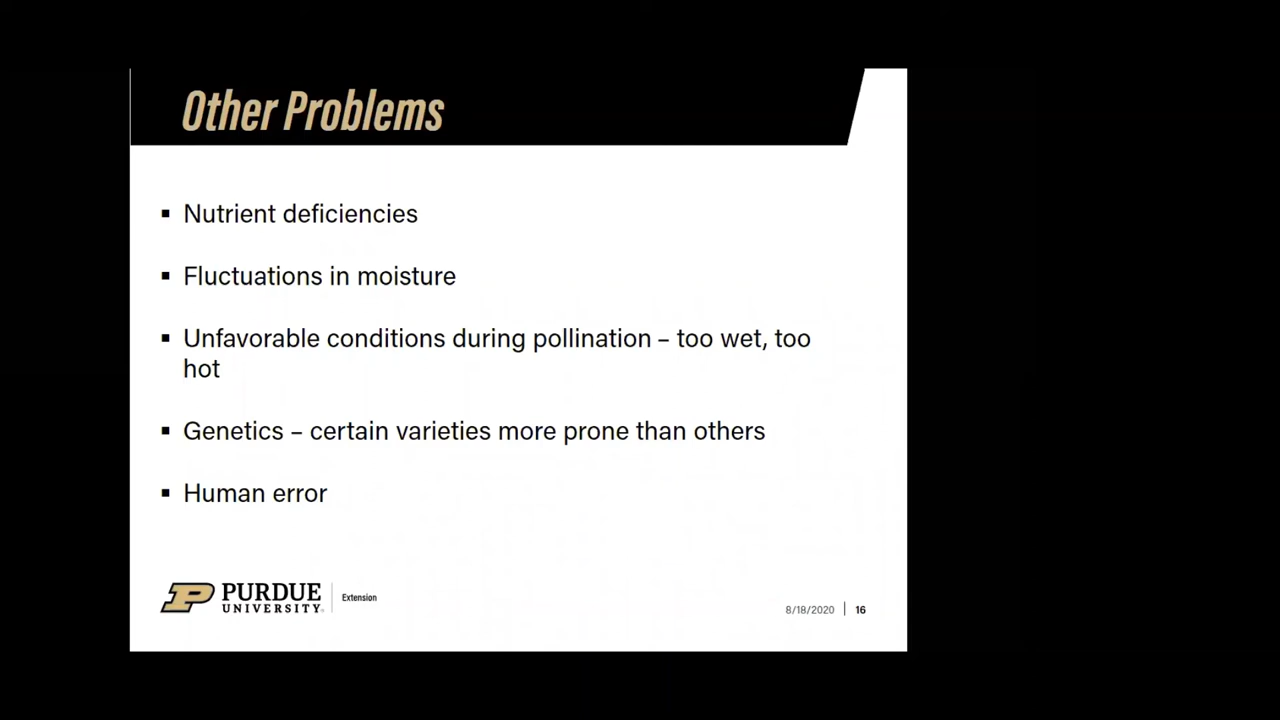 Other Problems
▪ Nutrient deficiencies
▪ Fluctuations in moisture
▪ Unfavorable conditions during pollination – too wet, too
hot
▪ Genetics – certain varieties more prone than others
▪ Human error
P PURDUE UNIVERSITY® | Extension
8/18/2020 | 16